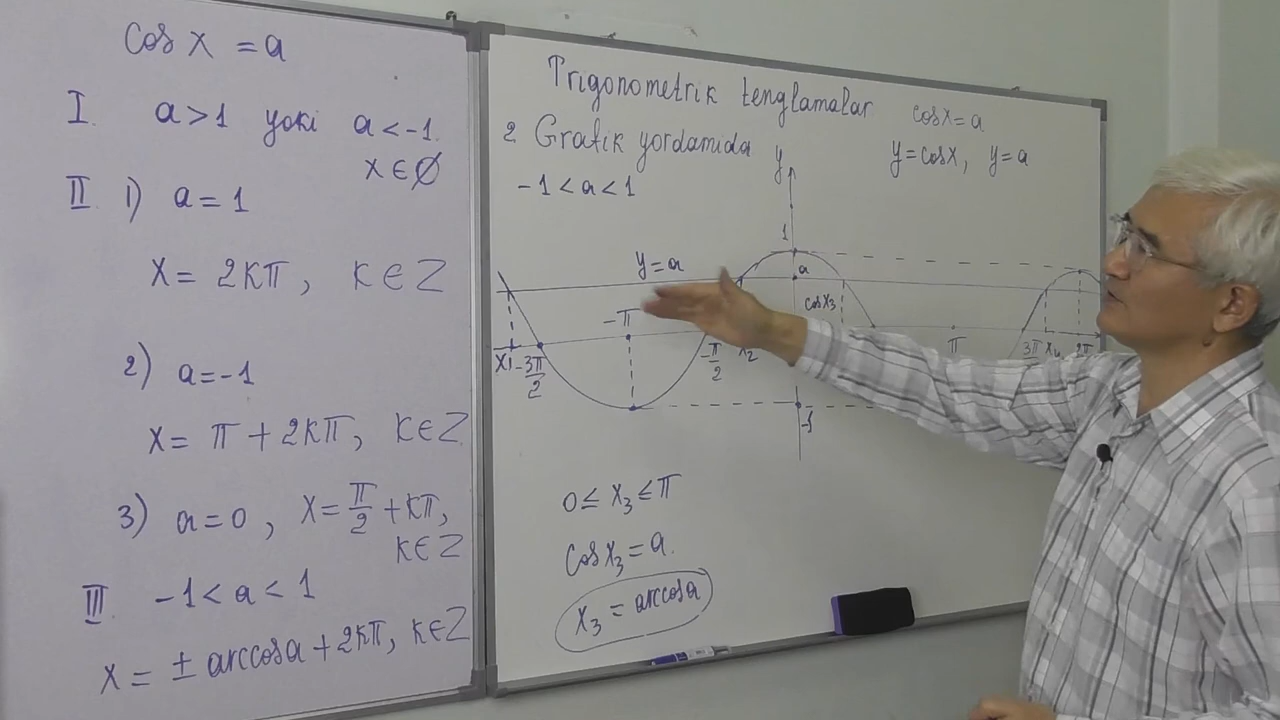 cos x = a
I. a > 1 yoki a < -1.
x ∈ ∅
II. 1) a = 1
x = 2kπ, k ∈ Z
2) a = -1
x = π + 2kπ, k ∈ Z
3) a = 0, x = π/2 + kπ,
k ∈ Z
III. -1 < a < 1
x = ± arccos a + 2kπ, k ∈ Z
Trigonometrik tenglamalar
cos x = a
2 Grafik yordamida
y = cos x, y = a
-1 < a < 1
y
1
y = a
a
cos x₃
-π
π
x₁
-3π/2
-π/2
x₂
3π/2
x₄
2π
-1
0 ≤ x₃ ≤ π
cos x₃ = a.
x₃ = arccos a